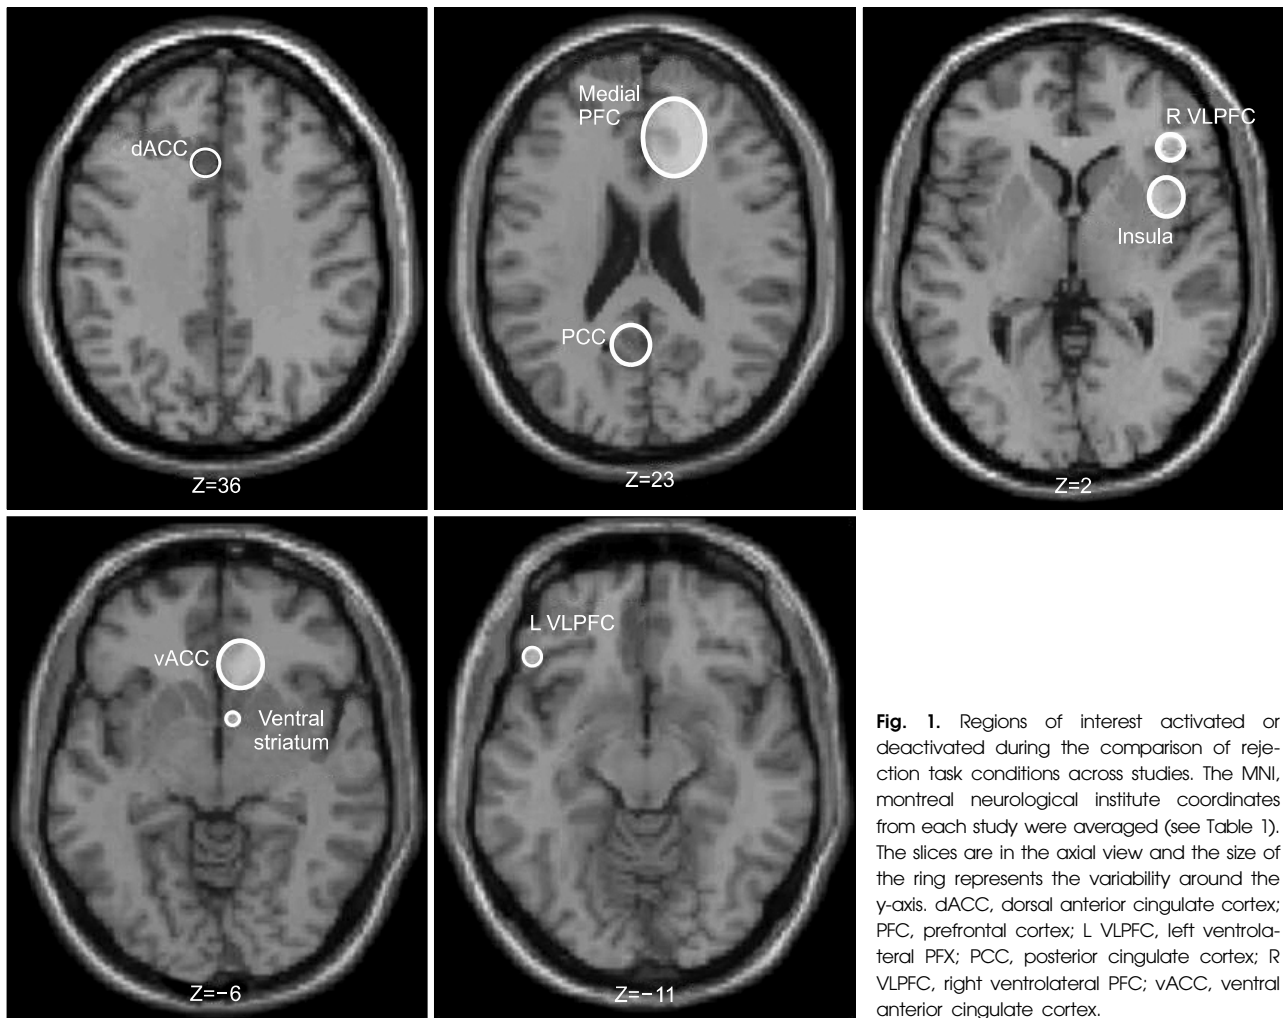 dACC
Z=36
Medial
PFC
PCC
Z=23
R VLPFC
Insula
Z=2
vACC
Ventral
striatum
Z=−6
L VLPFC
Z=−11
Fig. 1. Regions of interest activated or
deactivated during the comparison of reje-
ction task conditions across studies. The MNI,
montreal neurological institute coordinates
from each study were averaged (see Table 1).
The slices are in the axial view and the size of
the ring represents the variability around the
y-axis. dACC, dorsal anterior cingulate cortex;
PFC, prefrontal cortex; L VLPFC, left ventrola-
teral PFX; PCC, posterior cingulate cortex; R
VLPFC, right ventrolateral PFC; vACC, ventral
anterior cingulate cortex.